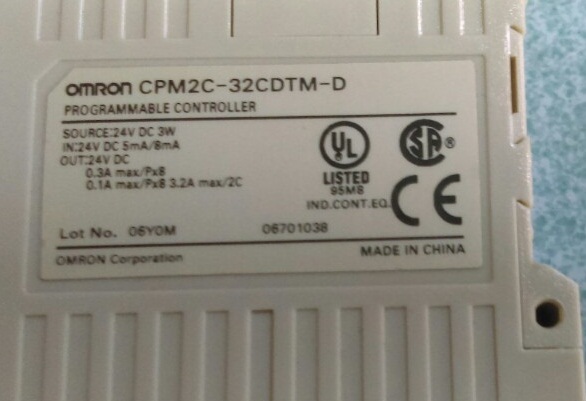 OMRON CPM2C-32CDTM-D
PROGRAMMABLE CONTROLLER
SOURCE:24V DC 3W
IN:24V DC 5mA/8mA
OUT:24V DC
0.3A max/Px8
0.1A max/Px8 3.2A max/2C
UL
LISTED
95M8
IND.CONT.EQ.
SA ®
CE
Lot No. 06Y0M 06701038
OMRON Corporation MADE IN CHINA